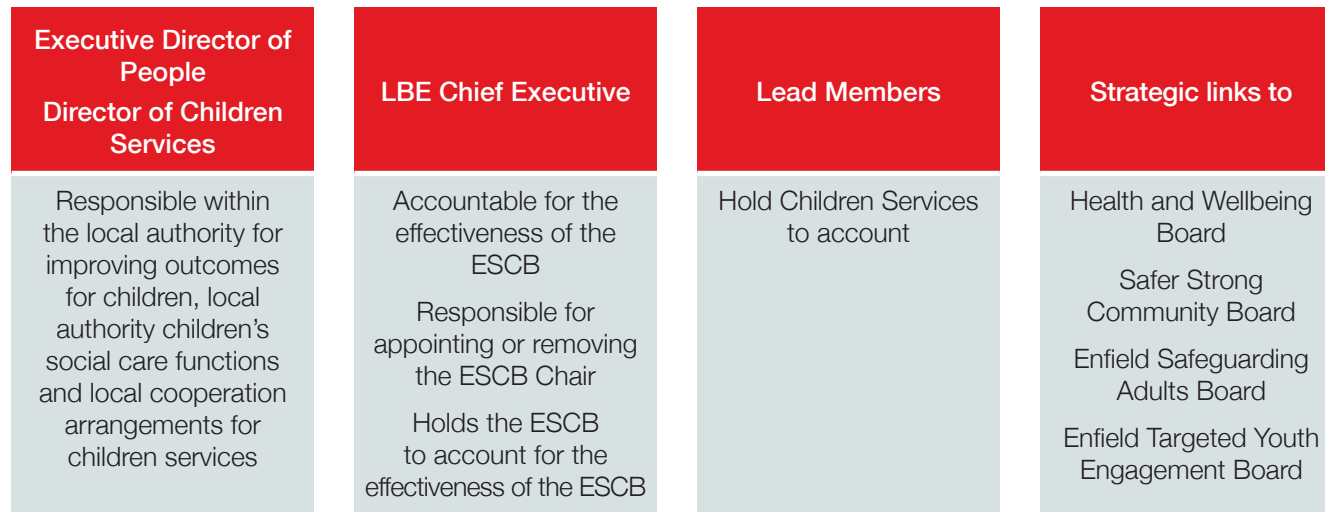 Executive Director of
People
Director of Children
Services
Responsible within
the local authority for
improving outcomes
for children, local
authority children’s
social care functions
and local cooperation
arrangements for
children services
LBE Chief Executive
Accountable for the
effectiveness of the
ESCB
Responsible for
appointing or removing
the ESCB Chair
Holds the ESCB
to account for the
effectiveness of the ESCB
Lead Members
Hold Children Services
to account
Strategic links to
Health and Wellbeing
Board
Safer Strong
Community Board
Enfield Safeguarding
Adults Board
Enfield Targeted Youth
Engagement Board